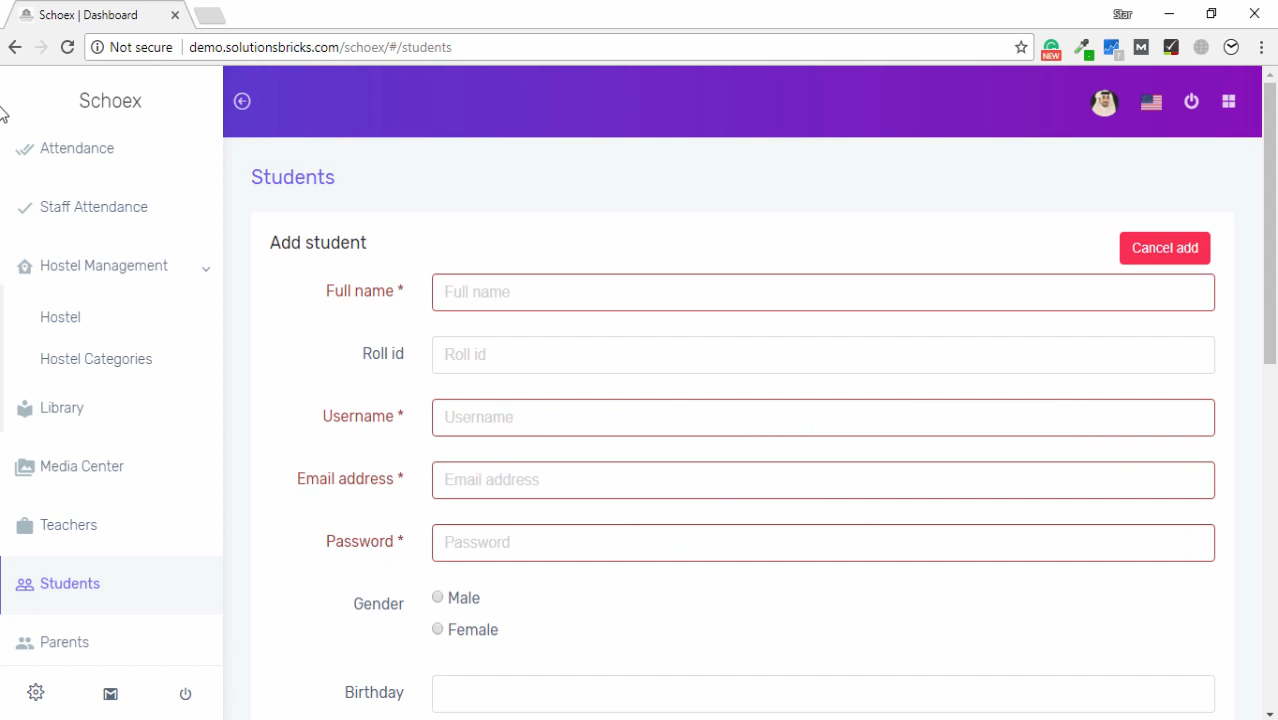 Schoex | Dashboard
Star
Not secure
demo.solutionsbricks.com/schoex/#/students
NEW
M
Schoex
Attendance
Staff Attendance
Hostel Management
Hostel
Hostel Categories
Library
Media Center
Teachers
Students
Parents
Students
Add student
Cancel add
Full name *
Full name
Roll id
Roll id
Username *
Username
Email address *
Email address
Password *
Password
Gender
Male
Female
Birthday